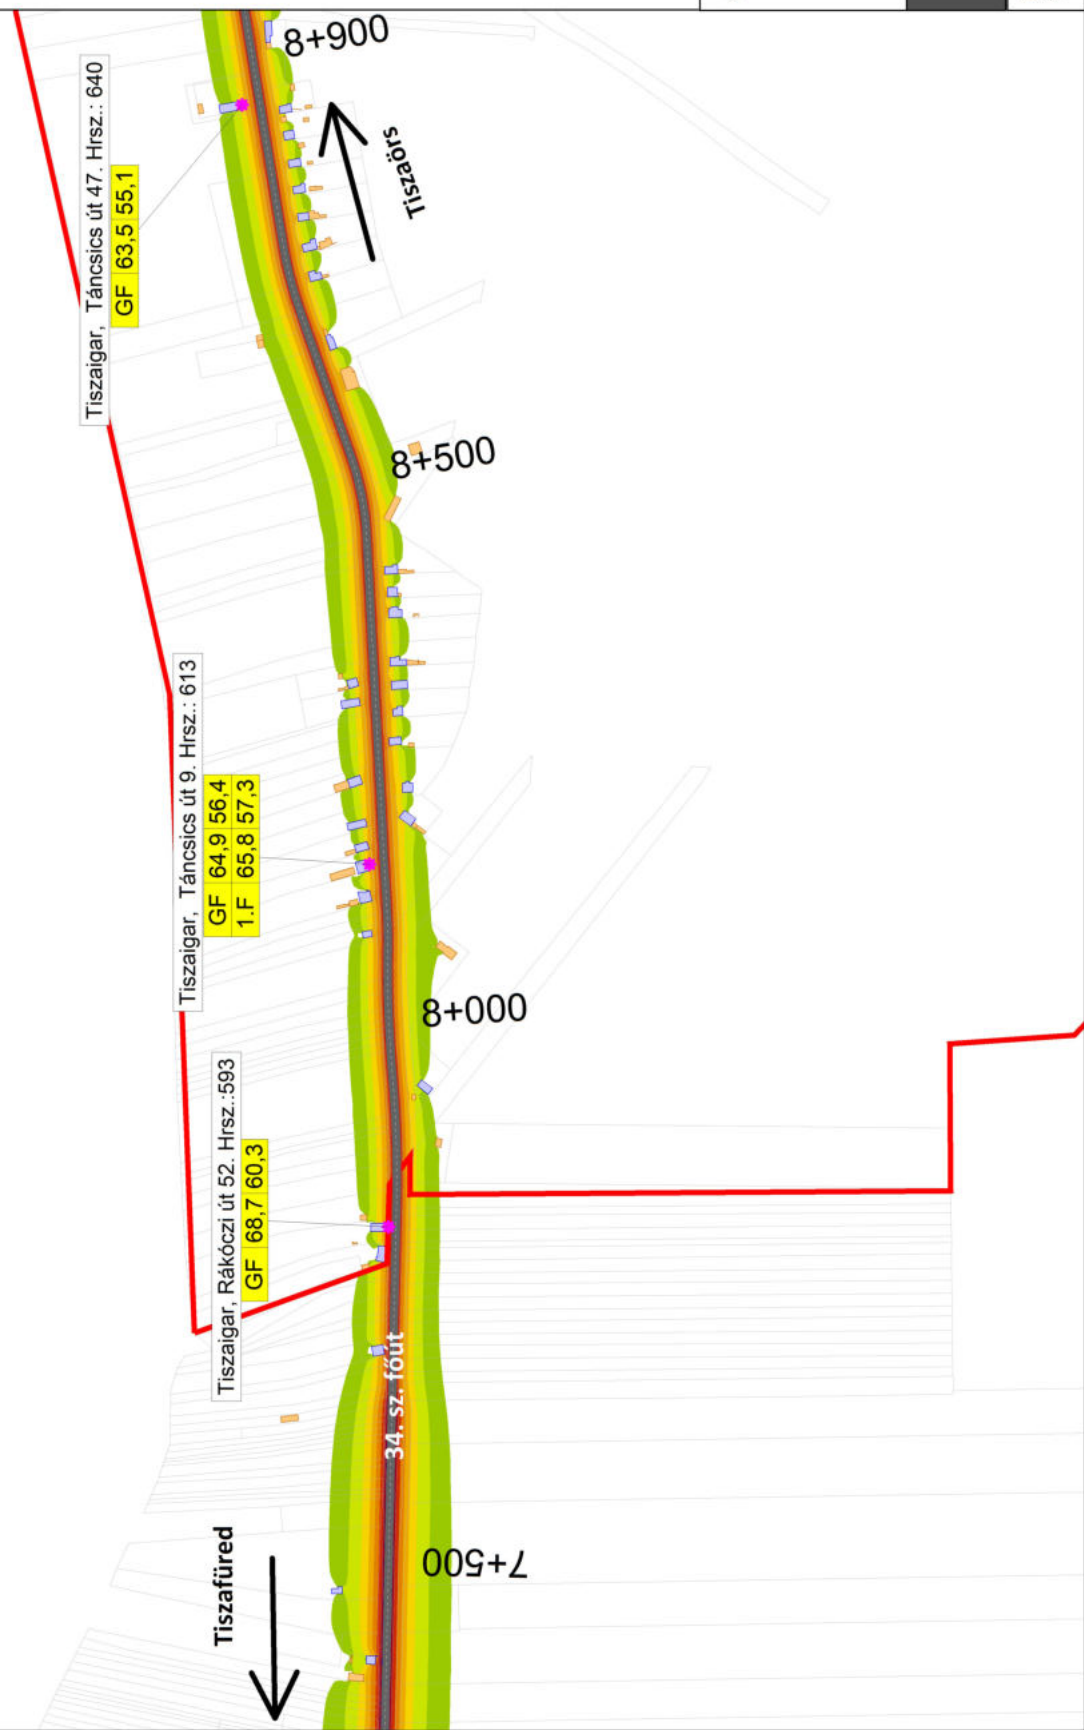 8+900
Tiszaigar, Táncsics út 47. Hrsz.: 640
GF 63,5 55,1
Tiszaörs
8+500
Tiszaigar, Táncsics út 9. Hrsz.: 613
GF 64,9 56,4
1.F 65,8 57,3
8+000
Tiszaigar, Rákóczi út 52. Hrsz.:593
GF 68,7 60,3
34. sz. főút
Tiszafüred
7+500